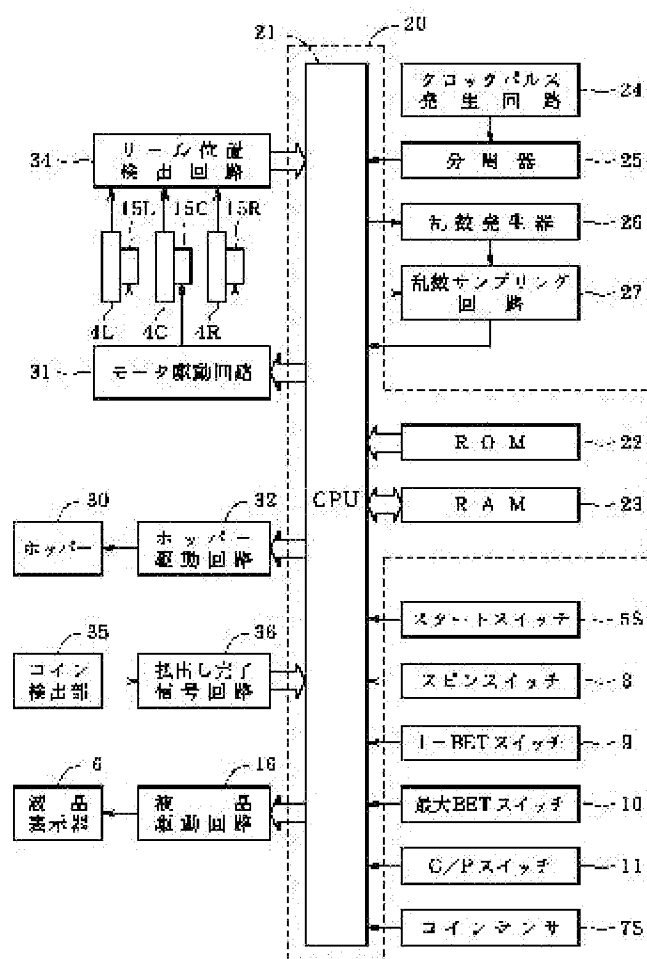 21
20
クロックパルス
発生回路
24
34
リール位置
検出回路
分周器
25
15L
15C
15R
乱数発生器
26
乱数サンプリング
回路
27
4L
4C
4R
31
モータ駆動回路
ROM
22
CPU
RAM
23
30
32
ホッパー
ホッパー
駆動回路
スタートスイッチ
5S
35
36
コイン
検出部
払出し完了
信号回路
スピンスイッチ
8
1-BETスイッチ
9
6
16
液晶
表示器
液晶
駆動回路
最大BETスイッチ
10
C/Pスイッチ
11
コインセンサ
7S